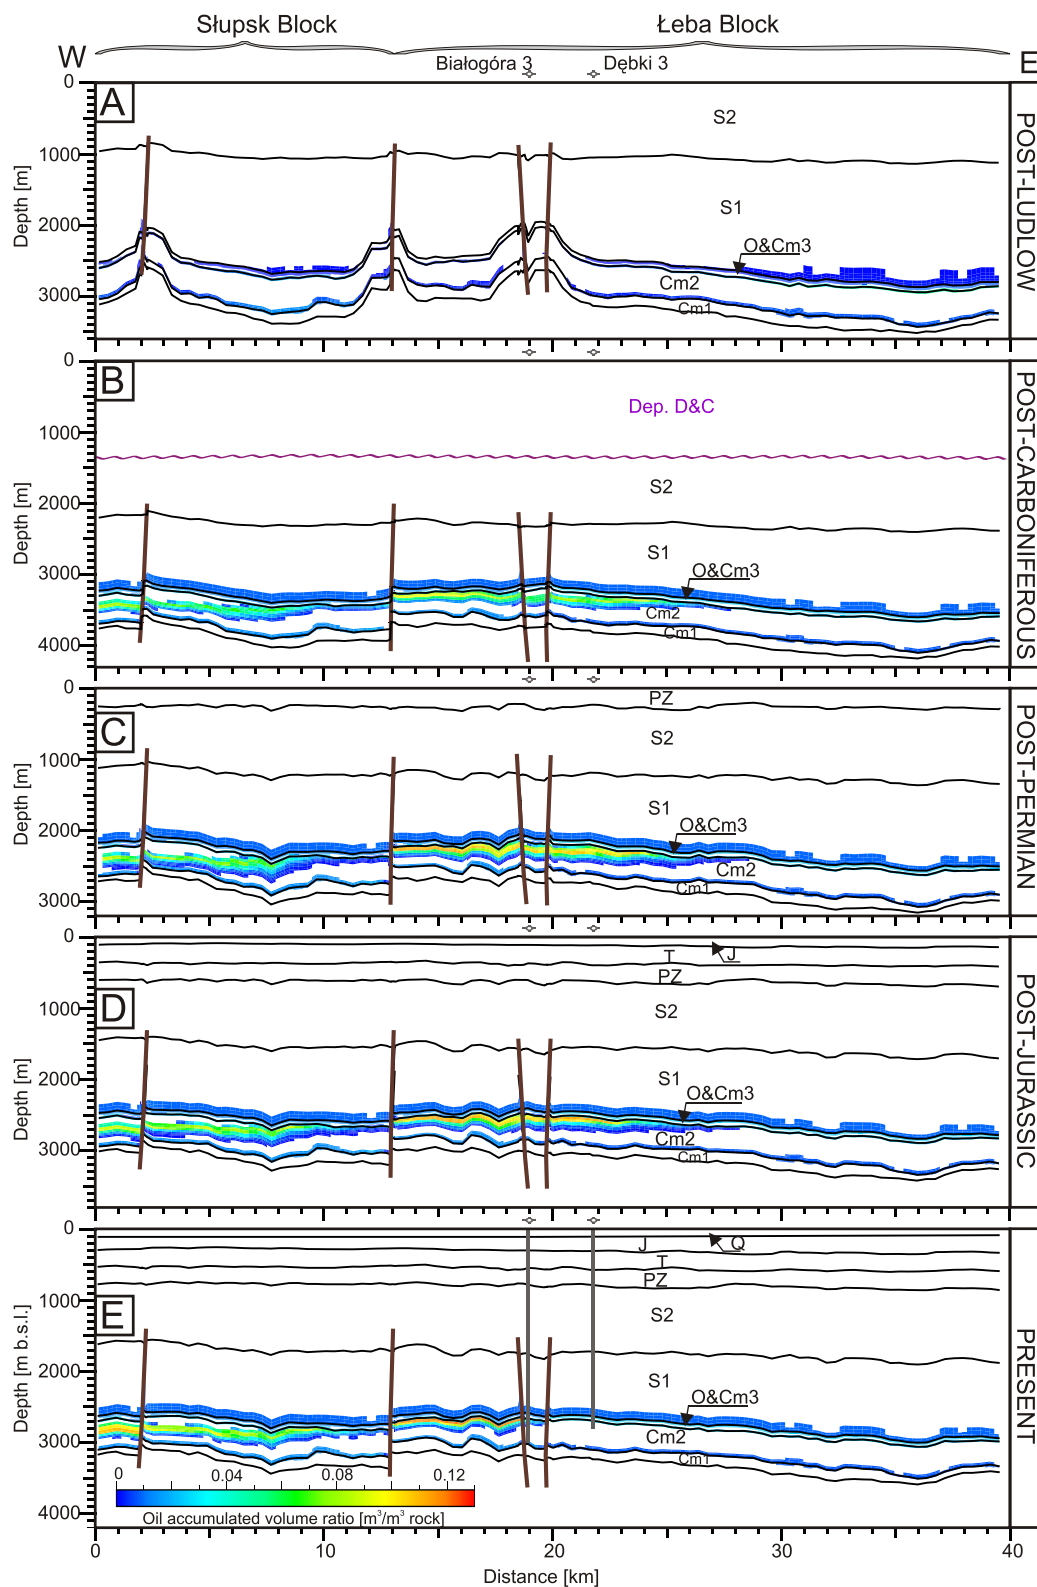 Słupsk Block
Łeba Block
W
E
Białogóra 3
Dębki 3
0
1000
2000
3000
Depth [m]
A
S2
S1
O&Cm3
Cm2
Cm1
POST-LUDLOW
0
1000
2000
3000
4000
Depth [m]
B
Dep. D&C
S2
S1
O&Cm3
Cm2
Cm1
POST-CARBONIFEROUS
0
1000
2000
3000
Depth [m]
C
PZ
S2
S1
O&Cm3
Cm2
Cm1
POST-PERMIAN
0
1000
2000
3000
Depth [m]
D
J
T
PZ
S2
S1
O&Cm3
Cm2
Cm1
POST-JURASSIC
0
1000
2000
3000
4000
Depth [m b.s.l.]
E
Q
J
T
PZ
S2
S1
O&Cm3
Cm2
Cm1
PRESENT
0 0.04 0.08 0.12
Oil accumulated volume ratio [m³/m³ rock]
0 10 20 30 40
Distance [km]